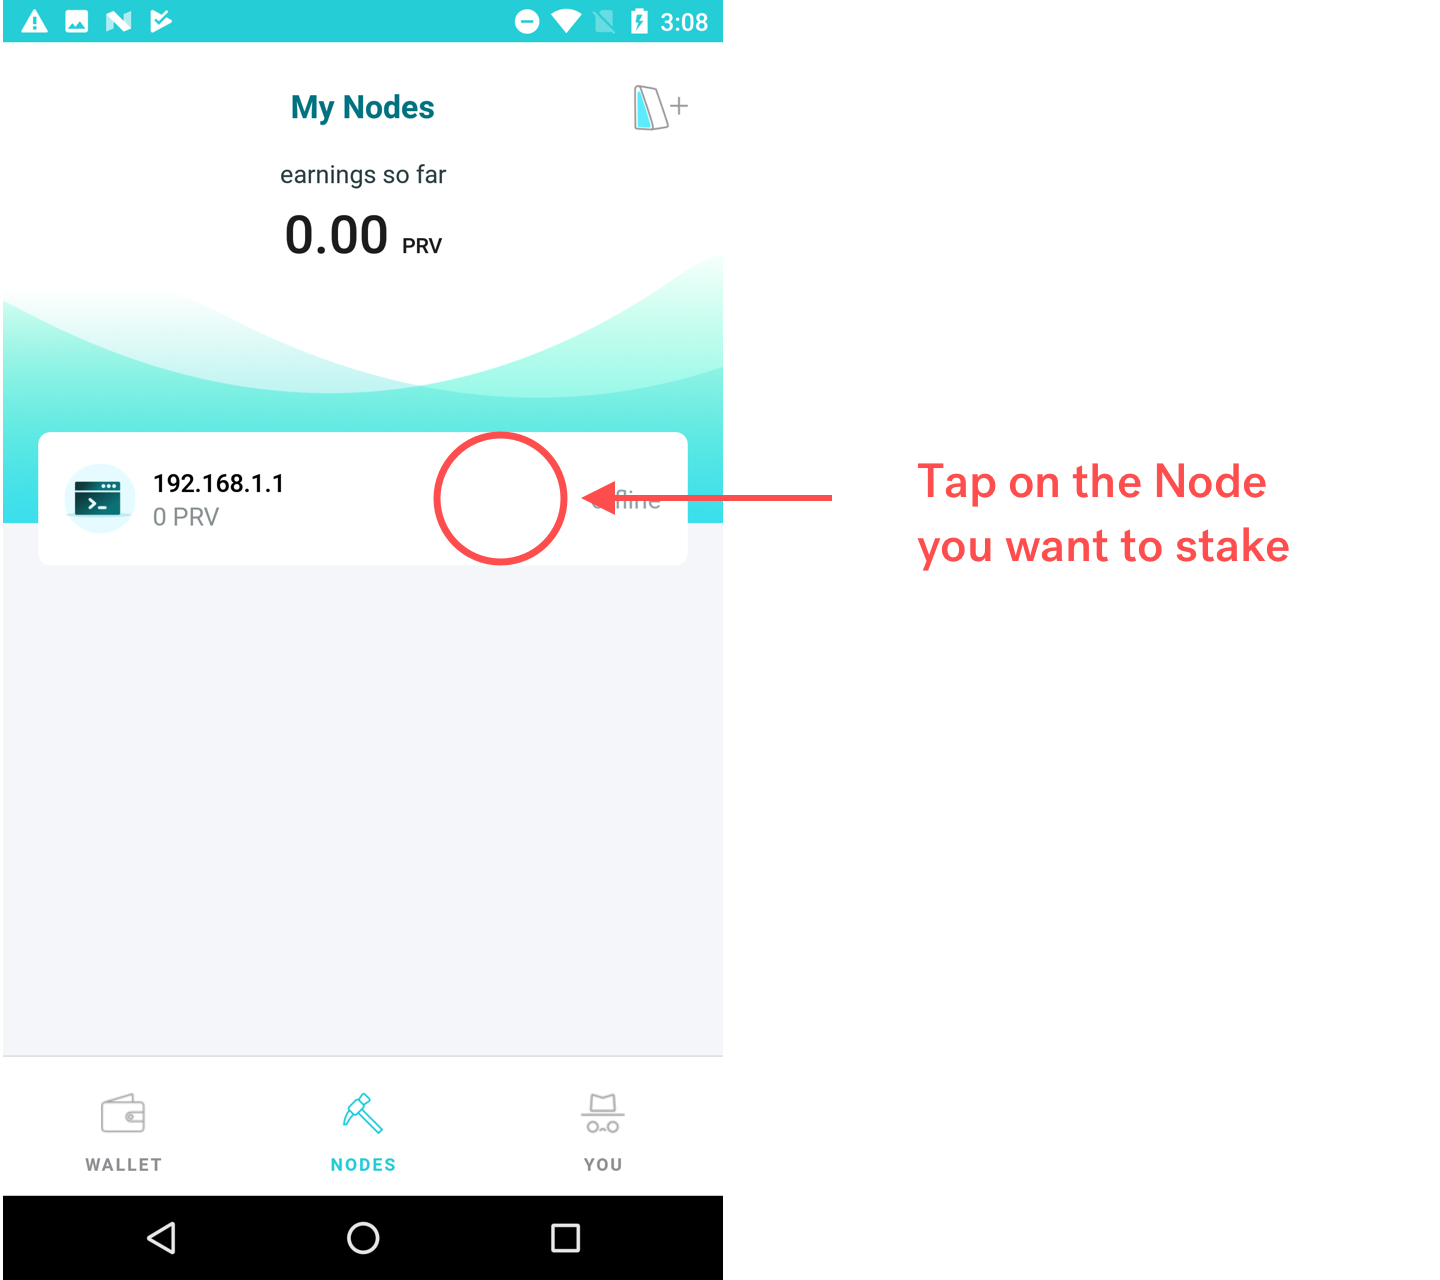 3:08
My Nodes
earnings so far
0.00 PRV
192.168.1.1
0 PRV
offline
Tap on the Node
you want to stake
WALLET
NODES
YOU